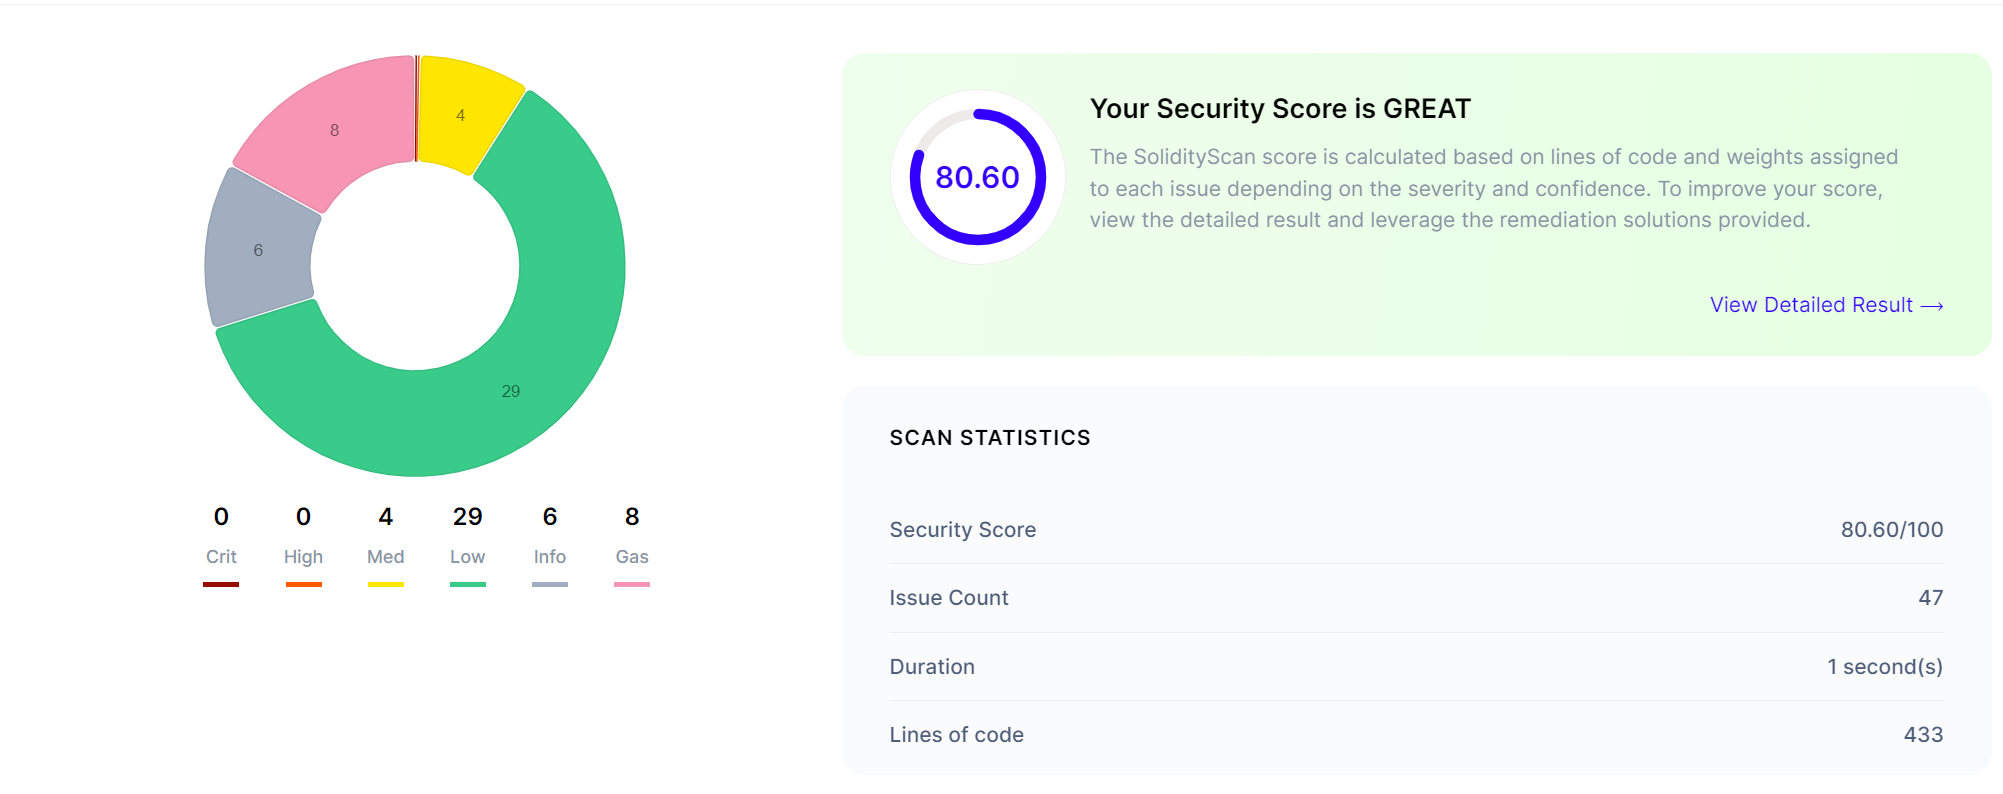 8
4
6
29
0 0 4 29 6 8
Crit High Med Low Info Gas
80.60
Your Security Score is GREAT
The SolidityScan score is calculated based on lines of code and weights assigned
to each issue depending on the severity and confidence. To improve your score,
view the detailed result and leverage the remediation solutions provided.
View Detailed Result →
SCAN STATISTICS
Security Score 80.60/100
Issue Count 47
Duration 1 second(s)
Lines of code 433